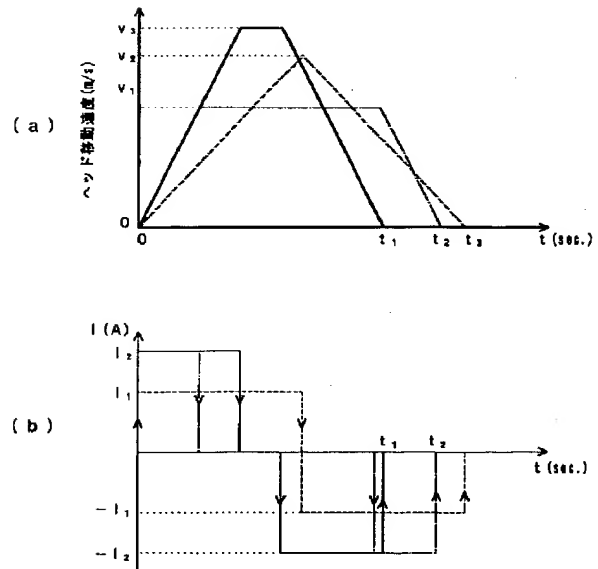 (a)
ヘッド移動速度(m/s)
v₃
v₂
v₁
0
0
t₁
t₂
t₃
t(sec.)
(b)
I(A)
I₂
I₁
-I₁
-I₂
t₁
t₂
t(sec.)